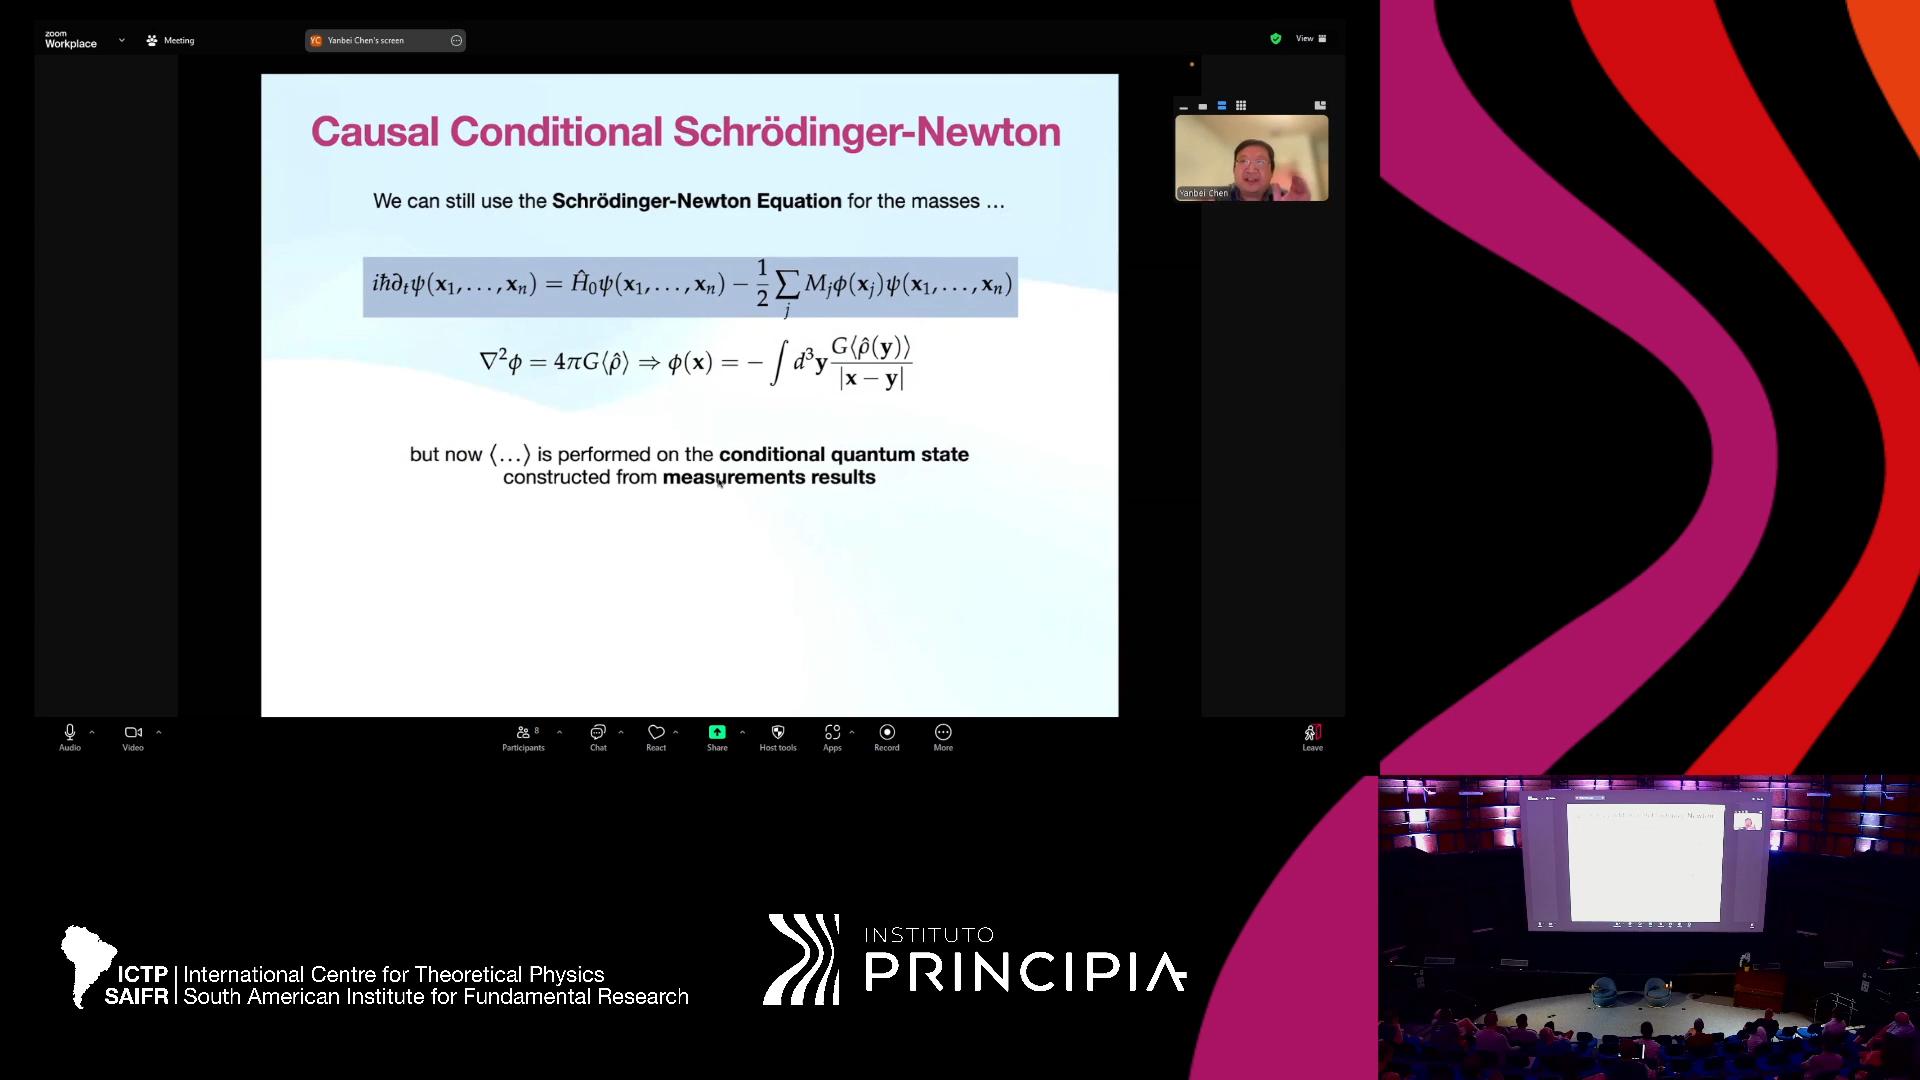 zoom
Workplace
Meeting
YC Yanbei Chen's screen
View
Causal Conditional Schrödinger-Newton
We can still use the Schrödinger-Newton Equation for the masses …
iℏ∂ₜψ(x₁, . . . , xₙ) = Ĥ₀ψ(x₁, . . . , xₙ) − 1/2 ∑ⱼ Mⱼϕ(xⱼ)ψ(x₁, . . . , xₙ)
∇²ϕ = 4πG⟨ρ̂⟩ ⇒ ϕ(x) = − ∫ d³y G⟨ρ̂(y)⟩ / |x − y|
but now ⟨…⟩ is performed on the conditional quantum state
constructed from measurements results
Yanbei Chen
Audio
Video
Participants 8
Chat
React
Share
Host tools
Apps
Record
More
Leave
ICTP | International Centre for Theoretical Physics
SAIFR | South American Institute for Fundamental Research
INSTITUTO
PRINCIPIA